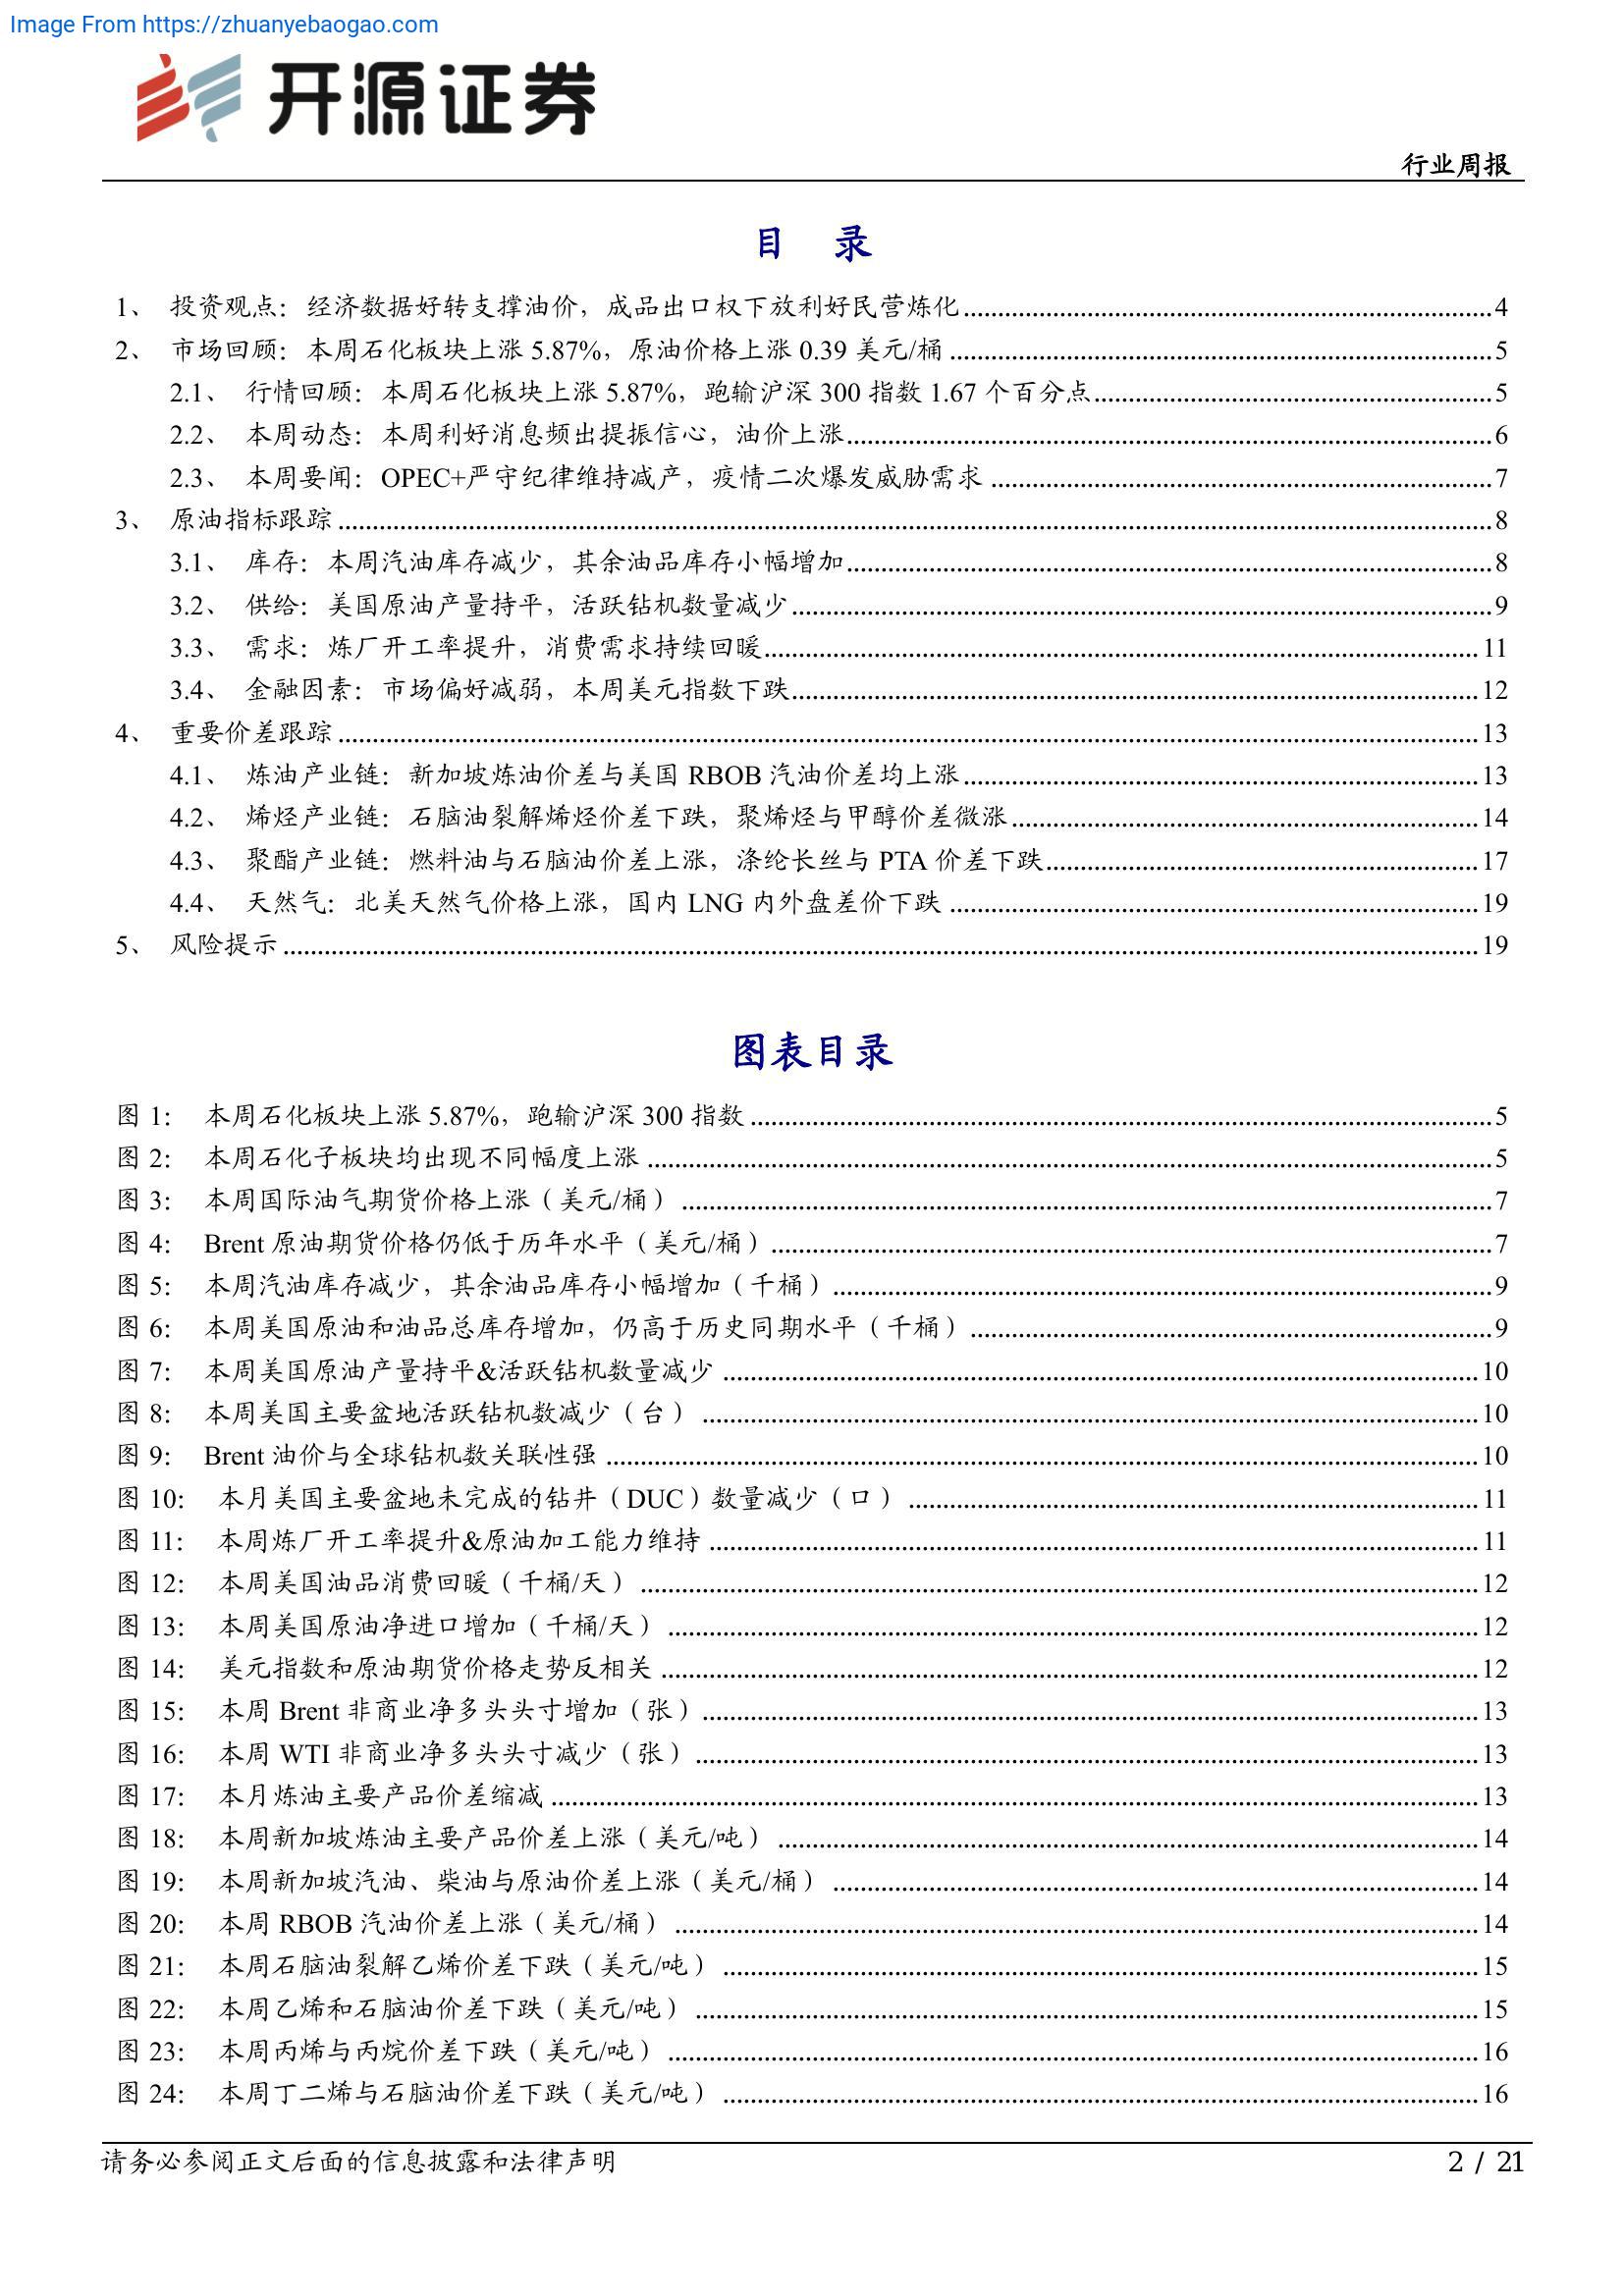 Image From https://zhuanyebaogao.com
开源证券
行业周报
目 录
1、 投资观点：经济数据好转支撑油价，成品出口权下放利好民营炼化........4
2、 市场回顾：本周石化板块上涨 5.87%，原油价格上涨 0.39 美元/桶........5
2.1、 行情回顾：本周石化板块上涨 5.87%，跑输沪深 300 指数 1.67 个百分点........5
2.2、 本周动态：本周利好消息频出提振信心，油价上涨........6
2.3、 本周要闻：OPEC+严守纪律维持减产，疫情二次爆发威胁需求........7
3、 原油指标跟踪........8
3.1、 库存：本周汽油库存减少，其余油品库存小幅增加........8
3.2、 供给：美国原油产量持平，活跃钻机数量减少........9
3.3、 需求：炼厂开工率提升，消费需求持续回暖........11
3.4、 金融因素：市场偏好减弱，本周美元指数下跌........12
4、 重要价差跟踪........13
4.1、 炼油产业链：新加坡炼油价差与美国 RBOB 汽油价差均上涨........13
4.2、 烯烃产业链：石脑油裂解烯烃价差下跌，聚烯烃与甲醇价差微涨........14
4.3、 聚酯产业链：燃料油与石脑油价差上涨，涤纶长丝与 PTA 价差下跌........17
4.4、 天然气：北美天然气价格上涨，国内 LNG 内外盘差价下跌........19
5、 风险提示........19
图表目录
图 1： 本周石化板块上涨 5.87%，跑输沪深 300 指数........5
图 2： 本周石化子板块均出现不同幅度上涨........5
图 3： 本周国际油气期货价格上涨（美元/桶）........7
图 4： Brent 原油期货价格仍低于历年水平（美元/桶）........7
图 5： 本周汽油库存减少，其余油品库存小幅增加（千桶）........9
图 6： 本周美国原油和油品总库存增加，仍高于历史同期水平（千桶）........9
图 7： 本周美国原油产量持平&活跃钻机数量减少........10
图 8： 本周美国主要盆地活跃钻机数减少（台）........10
图 9： Brent 油价与全球钻机数关联性强........10
图 10： 本月美国主要盆地未完成的钻井（DUC）数量减少（口）........11
图 11： 本周炼厂开工率提升&原油加工能力维持........11
图 12： 本周美国油品消费回暖（千桶/天）........12
图 13： 本周美国原油净进口增加（千桶/天）........12
图 14： 美元指数和原油期货价格走势反相关........12
图 15： 本周 Brent 非商业净多头头寸增加（张）........13
图 16： 本周 WTI 非商业净多头头寸减少（张）........13
图 17： 本月炼油主要产品价差缩减........13
图 18： 本周新加坡炼油主要产品价差上涨（美元/吨）........14
图 19： 本周新加坡汽油、柴油与原油价差上涨（美元/桶）........14
图 20： 本周 RBOB 汽油价差上涨（美元/桶）........14
图 21： 本周石脑油裂解乙烯价差下跌（美元/吨）........15
图 22： 本周乙烯和石脑油价差下跌（美元/吨）........15
图 23： 本周丙烯与丙烷价差下跌（美元/吨）........16
图 24： 本周丁二烯与石脑油价差下跌（美元/吨）........16
请务必参阅正文后面的信息披露和法律声明
2 / 21